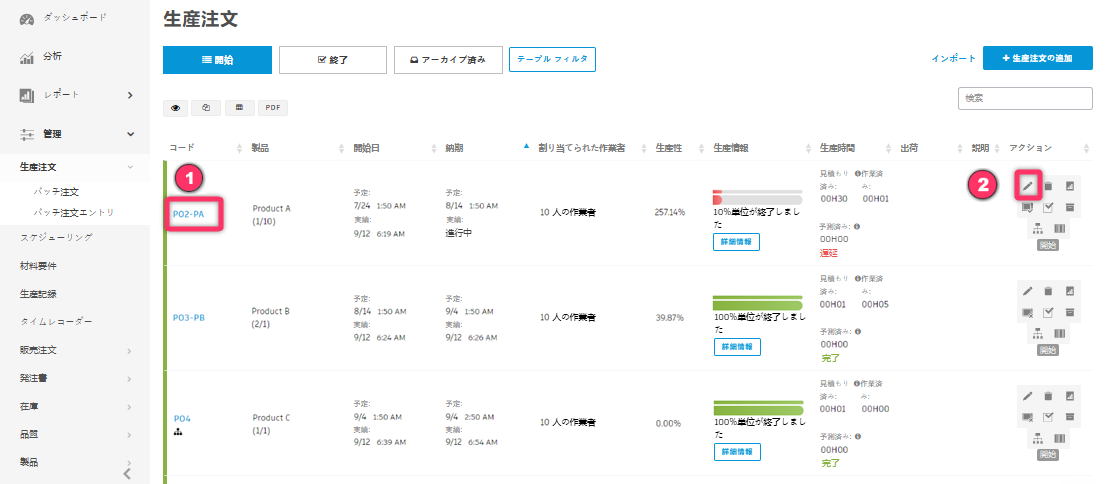 ダッシュボード
分析
レポート
管理
生産注文
バッチ注文
バッチ注文エントリ
スケジューリング
材料要件
生産記録
タイムレコーダー
販売注文
発注書
在庫
品質
製品
生産注文
開始
終了
アーカイブ済み
テーブル フィルタ
インポート
+ 生産注文の追加
PDF
検索
コード
製品
開始日
納期
割り当てられた作業者
生産性
生産情報
生産時間
出荷
説明
アクション
1
2
PO2-PA
Product A
(1/10)
予定:
7/24 1:50 AM
実績:
9/12 6:19 AM
予定:
8/14 1:50 AM
実績:
進行中
10 人の作業者
257.14%
10%単位が終了しまし
た
詳細情報
見積もり 作業済
済み: み:
00H30 00H01
予測済み:
00H00
遅延
開始
PO3-PB
Product B
(2/1)
予定:
8/14 1:50 AM
実績:
9/12 6:24 AM
予定:
9/4 1:50 AM
実績:
9/12 6:26 AM
10 人の作業者
39.87%
100%単位が終了しまし
た
詳細情報
見積もり 作業済
済み: み:
00H01 00H05
予測済み:
00H00
完了
開始
PO4
Product C
(1/1)
予定:
9/4 1:50 AM
実績:
9/12 6:39 AM
予定:
9/4 2:50 AM
実績:
9/12 6:54 AM
10 人の作業者
0.00%
100%単位が終了しまし
た
詳細情報
見積もり 作業済
済み: み:
00H01 00H00
予測済み:
00H00
完了
開始